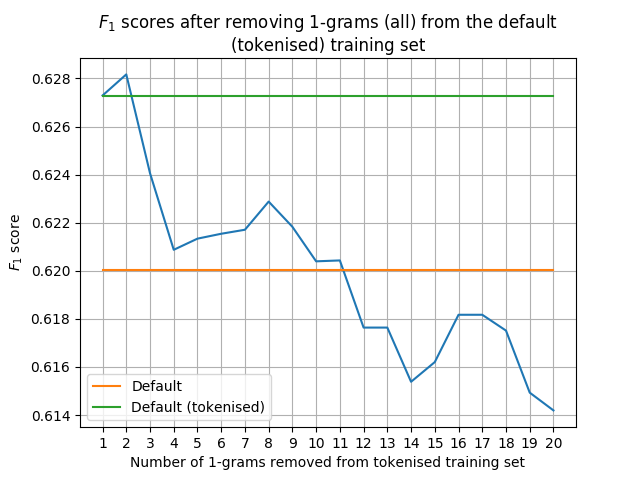 F₁ scores after removing 1-grams (all) from the default
(tokenised) training set
0.628
0.626
0.624
0.622
0.620
0.618
0.616
0.614
F₁ score
Default
Default (tokenised)
1 2 3 4 5 6 7 8 9 10 11 12 13 14 15 16 17 18 19 20
Number of 1-grams removed from tokenised training set